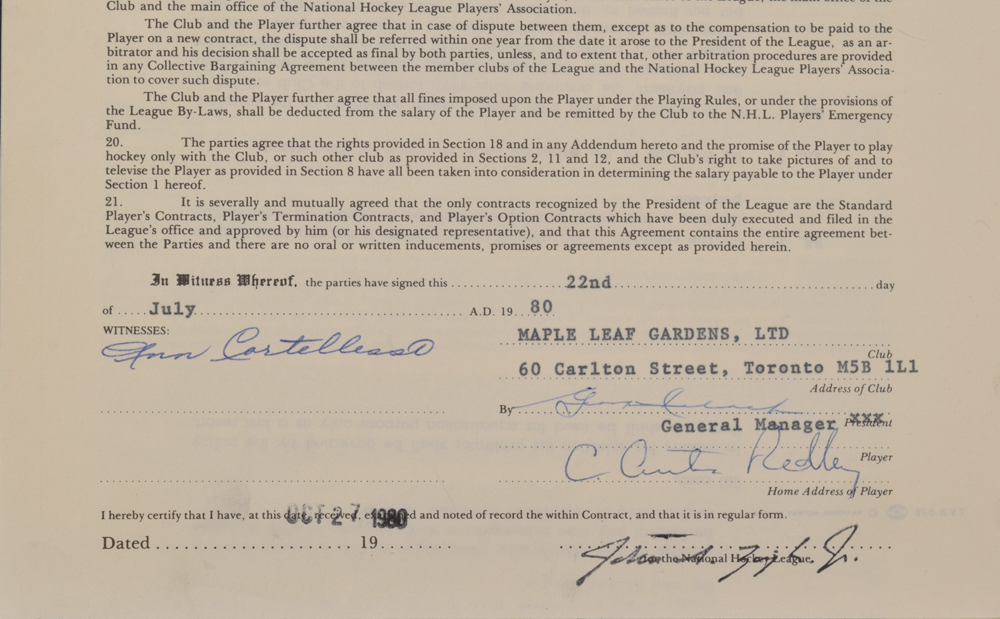 Club and the main office of the National Hockey League Players' Association.
The Club and the Player further agree that in case of dispute between them, except as to the compensation to be paid to the
Player on a new contract, the dispute shall be referred within one year from the date it arose to the President of the League, as an ar-
bitrator and his decision shall be accepted as final by both parties, unless, and to extent that, other arbitration procedures are provided
in any Collective Bargaining Agreement between the member clubs of the League and the National Hockey League Players' Associa-
tion to cover such dispute.
The Club and the Player further agree that all fines imposed upon the Player under the Playing Rules, or under the provisions of
the League By-Laws, shall be deducted from the salary of the Player and be remitted by the Club to the N.H.L. Players' Emergency
Fund.
20. The parties agree that the rights provided in Section 18 and in any Addendum hereto and the promise of the Player to play
hockey only with the Club, or such other club as provided in Sections 2, 11 and 12, and the Club's right to take pictures of and to
televise the Player as provided in Section 8 have all been taken into consideration in determining the salary payable to the Player under
Section 1 hereof.
21. It is severally and mutually agreed that the only contracts recognized by the President of the League are the Standard
Player's Contracts, Player's Termination Contracts, and Player's Option Contracts which have been duly executed and filed in the
League's office and approved by him (or his designated representative), and that this Agreement contains the entire agreement bet-
ween the Parties and there are no oral or written inducements, promises or agreements except as provided herein.
In Witness Whereof, the parties have signed this 22nd day
of July A.D. 19 80
WITNESSES:
MAPLE LEAF GARDENS, LTD
Ann
Club
60 Carlton Street, Toronto M5B 1L1
Address of Club
By
General Manager xxx President
C.
Player
Home Address of Player
I hereby certify that I have, at this date, received, examined and noted of record the within Contract, and that it is in regular form.
OCT 27 1980
Dated 19
For the National Hockey League